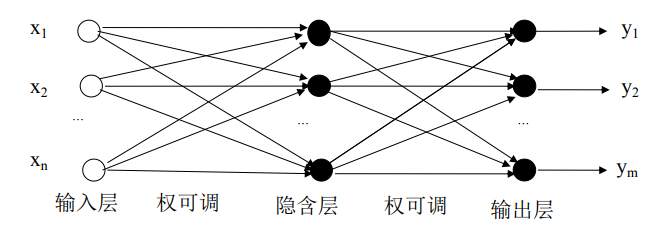 x₁ y₁
x₂ y₂
... ... ...
xₙ yₘ
输入层 权可调 隐含层 权可调 输出层